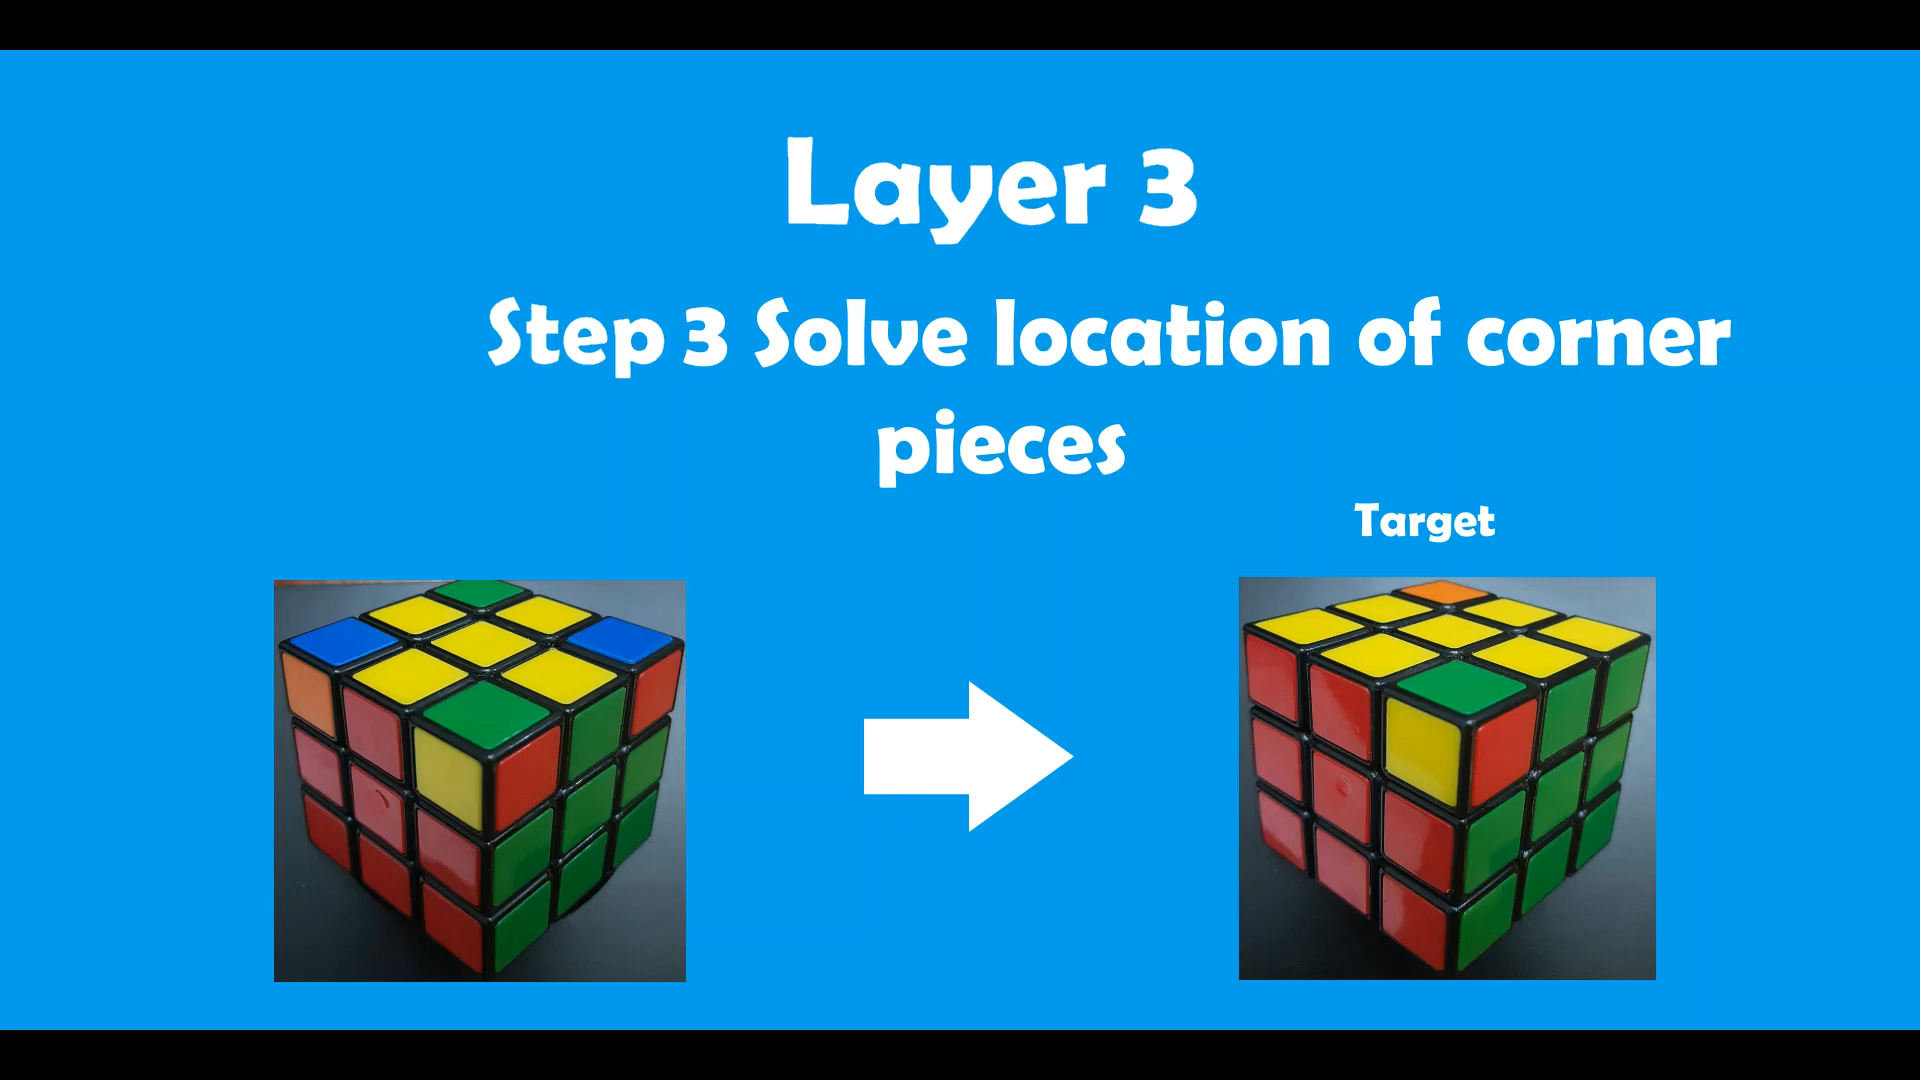 Layer 3
Step 3 Solve location of corner
pieces
Target